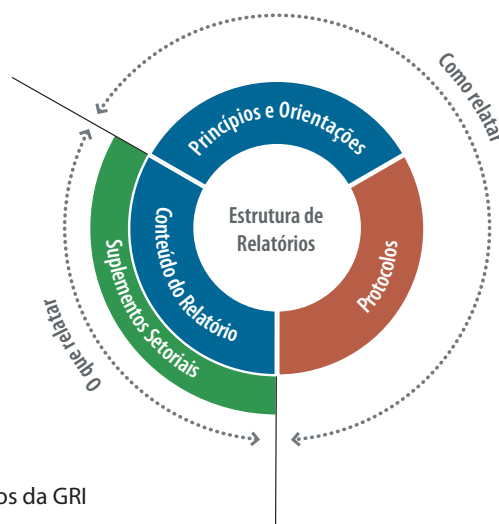 Como relatar
Princípios e Orientações
Estrutura de
Relatórios
Conteúdo do Relatório
Protocolos
Suplementos Setoriais
O que relatar
os da GRI